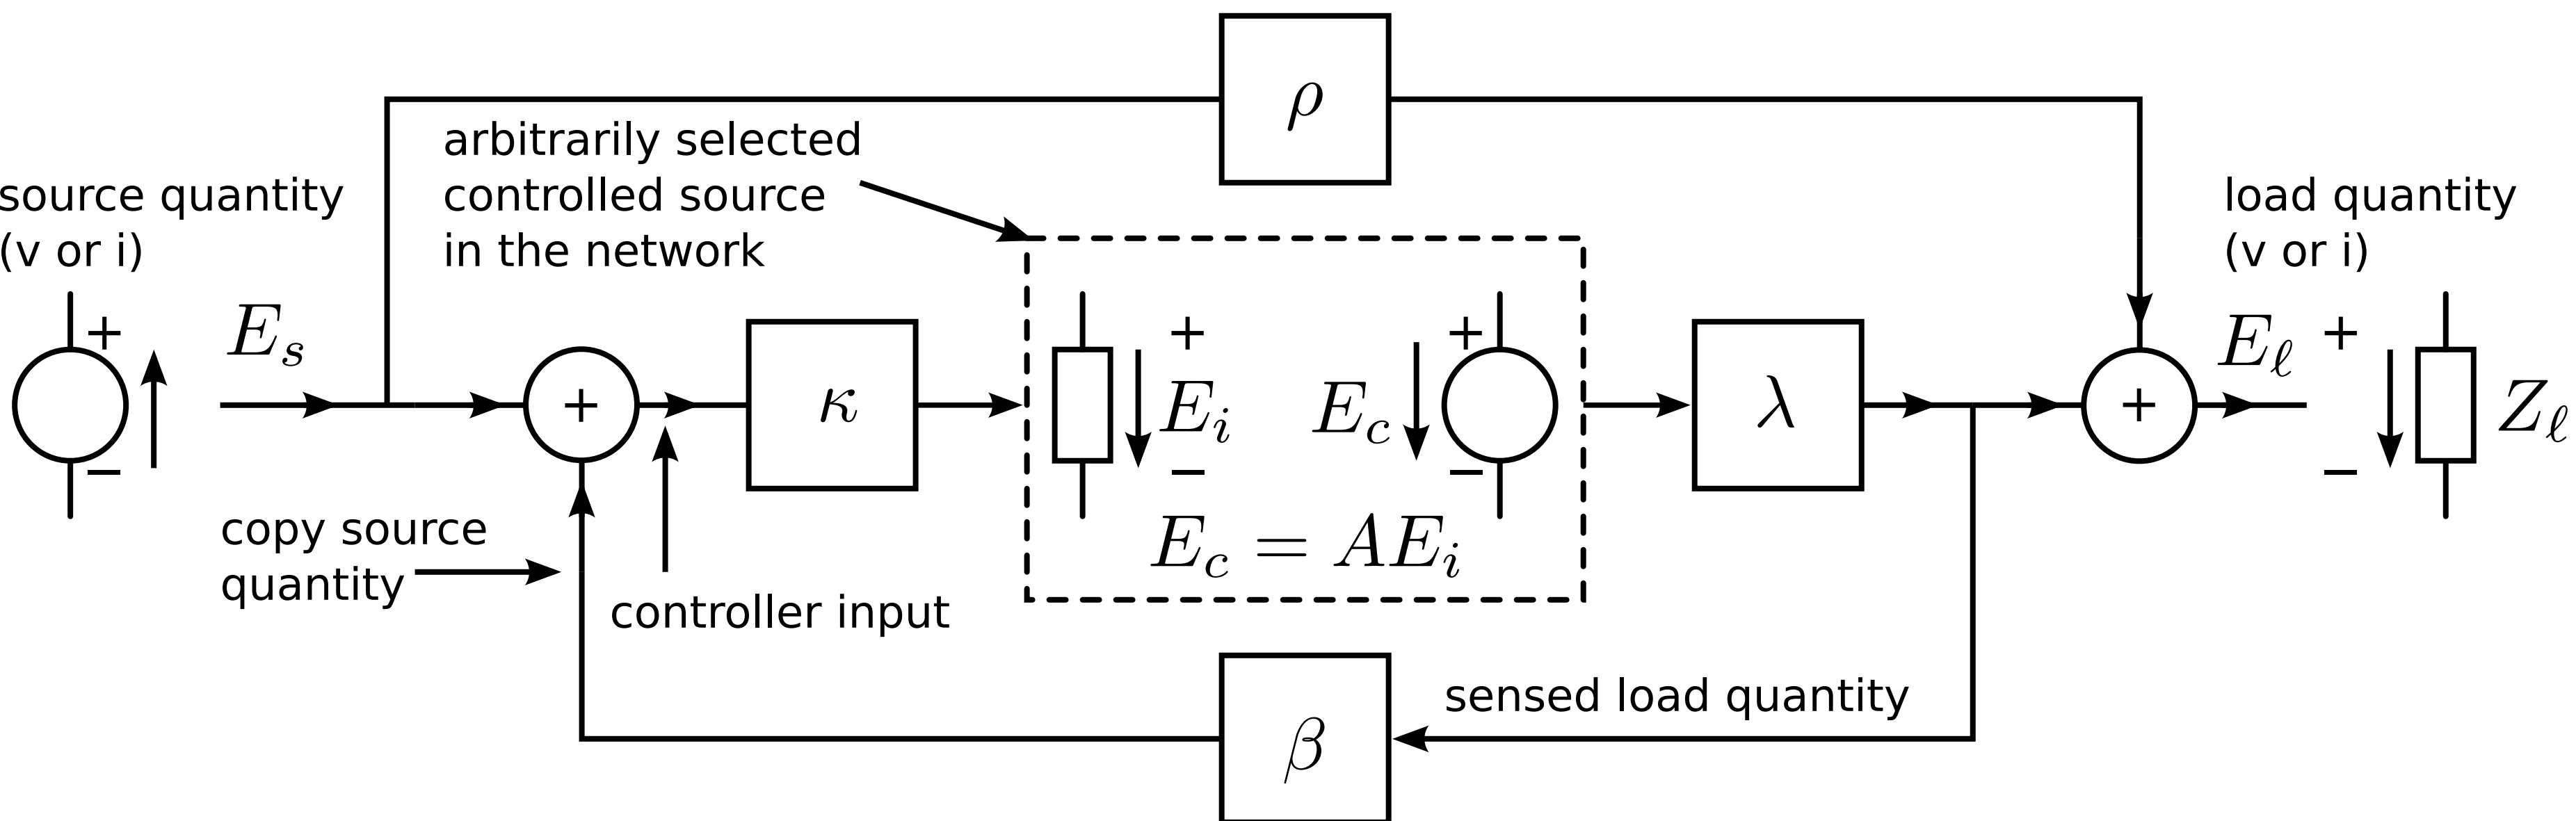 ρ
arbitrarily selected
controlled source
in the network
source quantity
(v or i)
load quantity
(v or i)
+
−
E_s
+
κ
+
E_i
−
+
E_c
−
E_c = AE_i
λ
+
E_ℓ
+
−
Z_ℓ
copy source
quantity
controller input
sensed load quantity
β